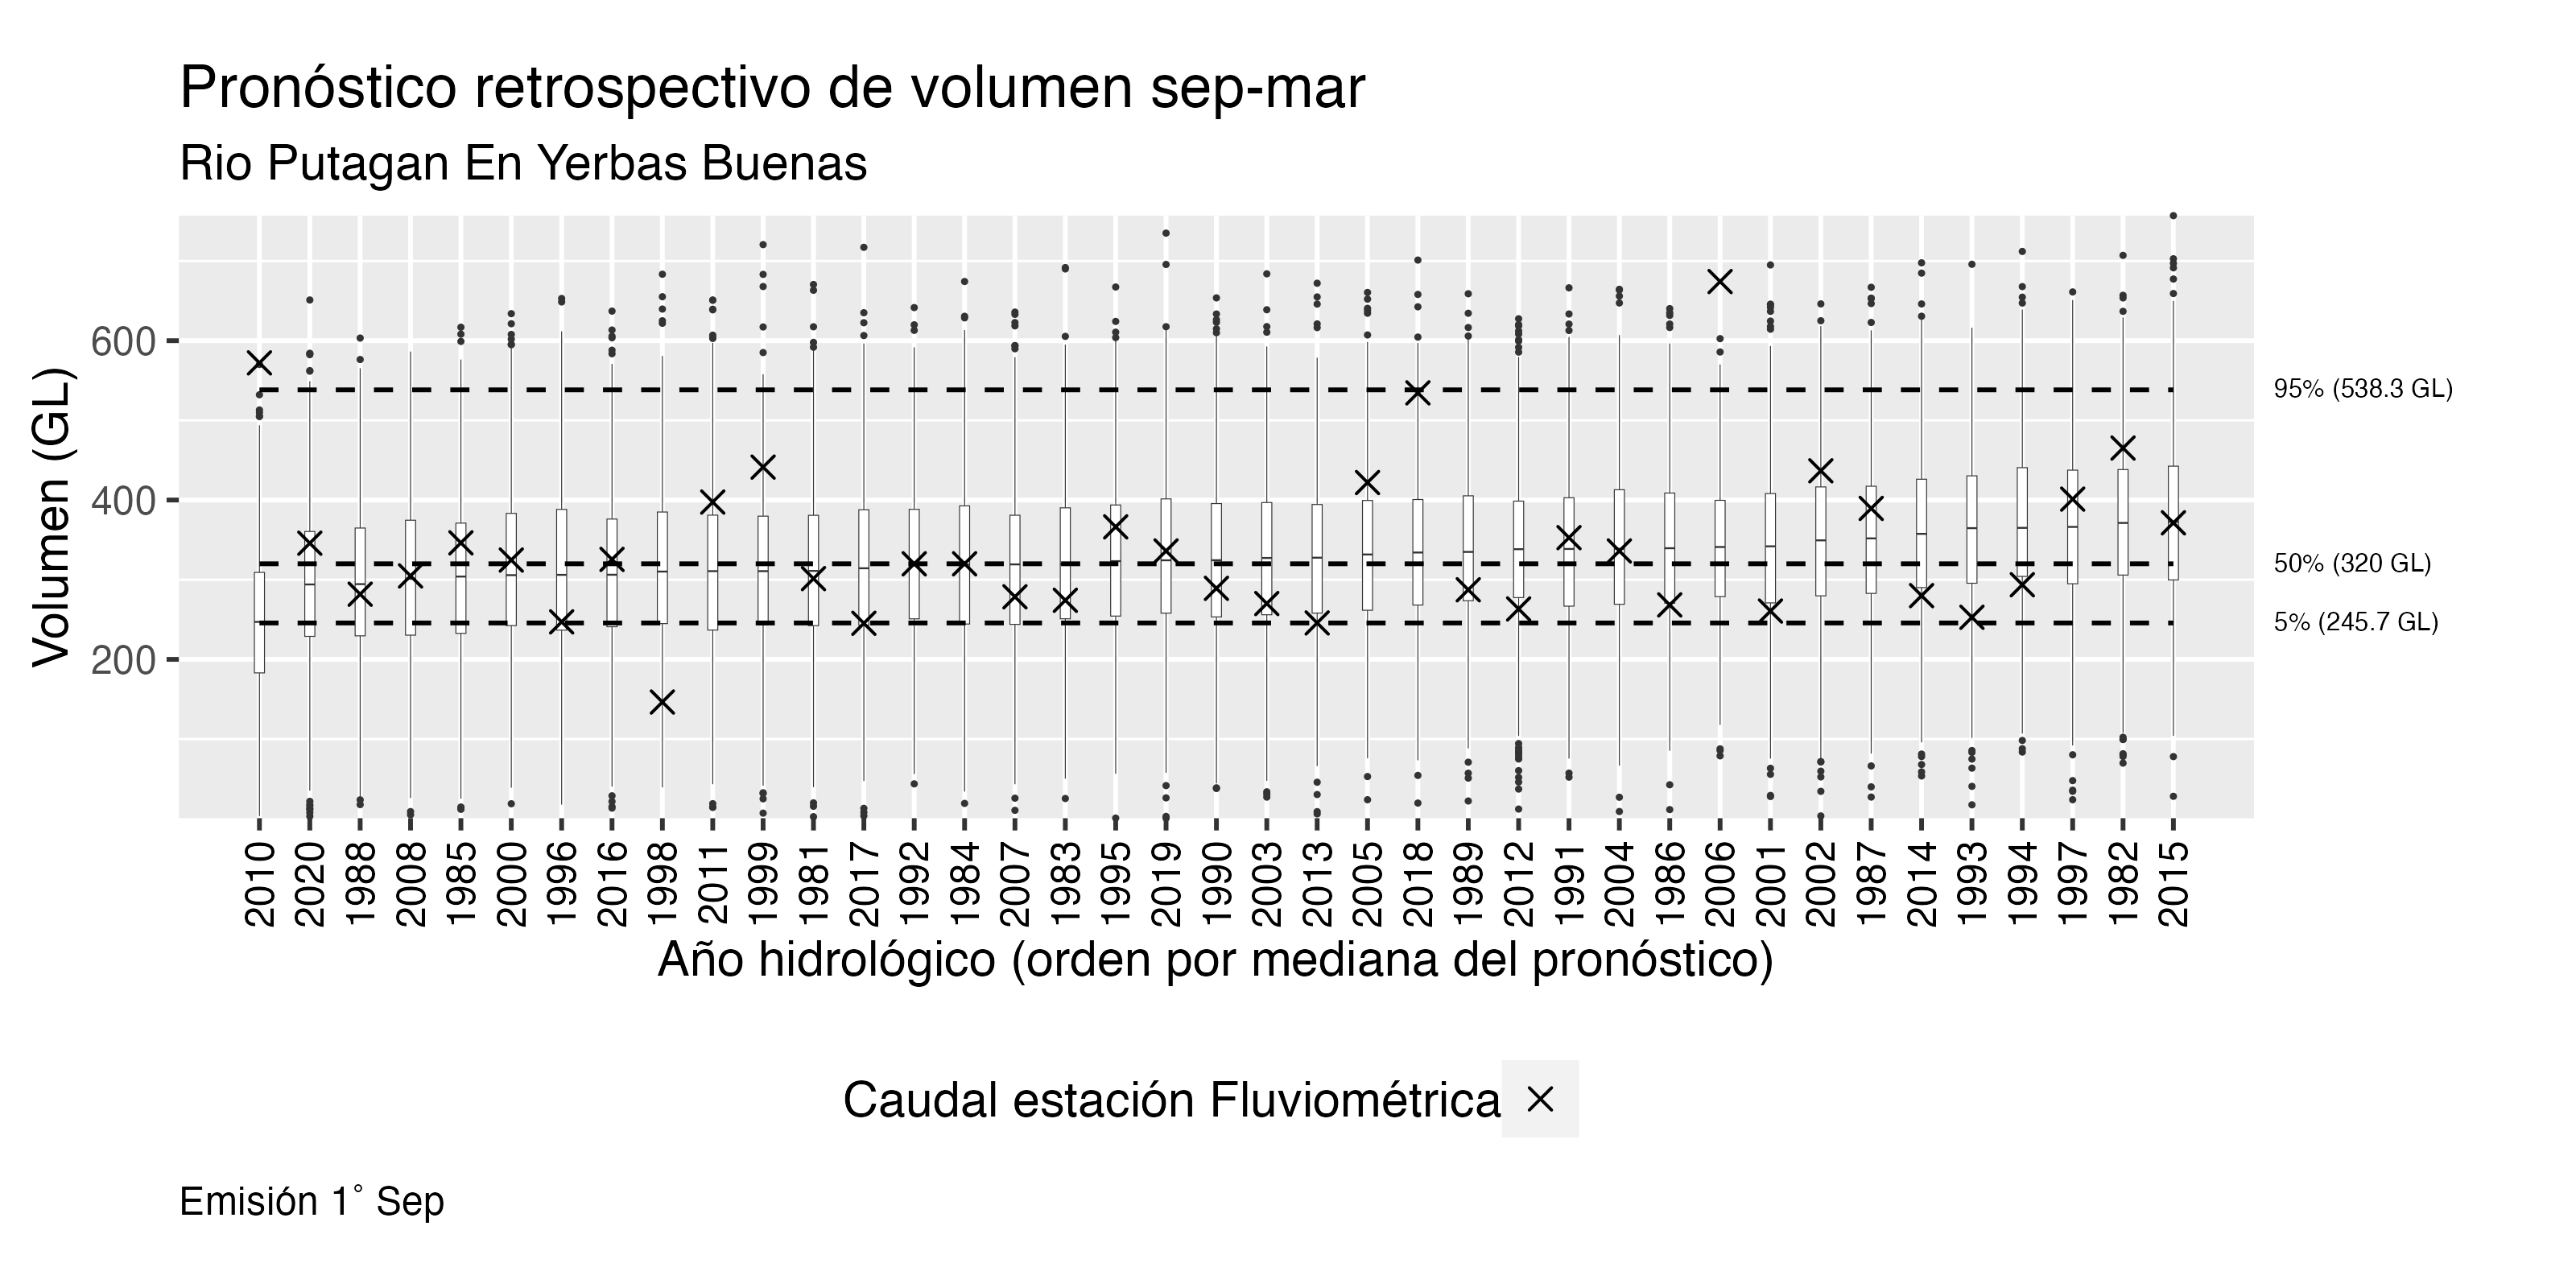 Pronóstico retrospectivo de volumen sep-mar
Rio Putagan En Yerbas Buenas
Volumen (GL)
600
400
200
95% (538.3 GL)
50% (320 GL)
5% (245.7 GL)
2010 2020 1988 2008 1985 2000 1996 2016 1998 2011 1999 1981 2017 1992 1984 2007 1983 1995 2019 1990 2003 2013 2005 2018 1989 2012 1991 2004 1986 2006 2001 2002 1987 2014 1993 1994 1997 1982 2015
Año hidrológico (orden por mediana del pronóstico)
Caudal estación Fluviométrica
Emisión 1° Sep